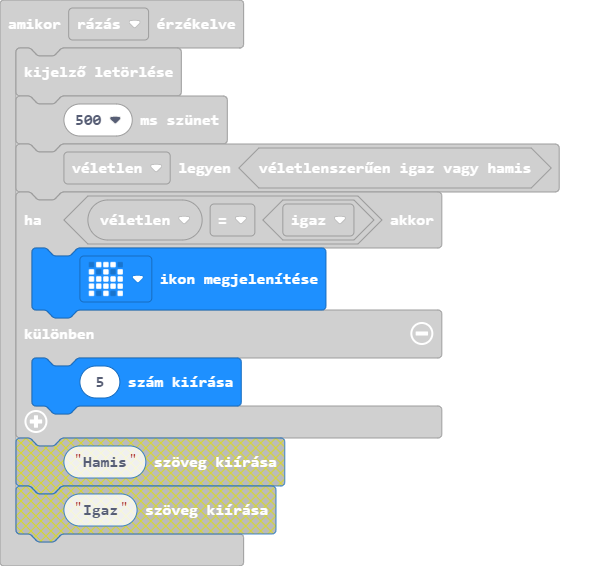 amikor rázás érzékelve
kijelző letörlése
500 ms szünet
véletlen legyen véletlenszerűen igaz vagy hamis
ha véletlen = igaz akkor
ikon megjelenítése
különben
5 szám kiírása
"Hamis" szöveg kiírása
"Igaz" szöveg kiírása